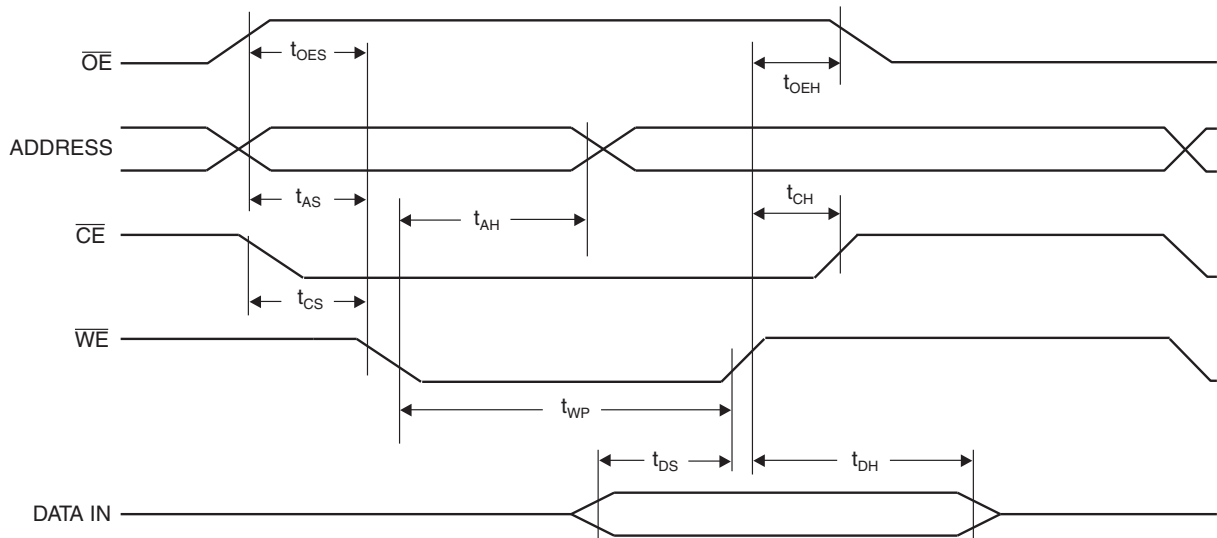 OE
tOES
tOEH
ADDRESS
tAS
tAH
tCH
CE
tCS
WE
tWP
tDS
tDH
DATA IN